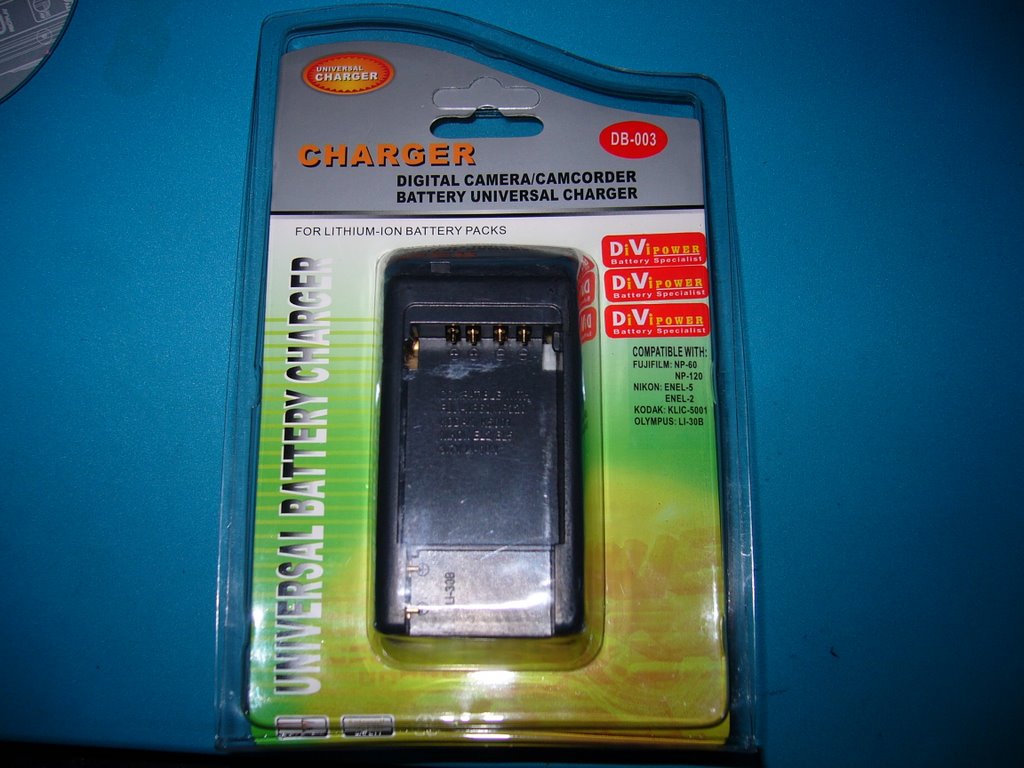 UNIVERSAL
CHARGER
DB-003
CHARGER
DIGITAL CAMERA/CAMCORDER
BATTERY UNIVERSAL CHARGER
FOR LITHIUM-ION BATTERY PACKS
UNIVERSAL BATTERY CHARGER
DiViPOWER
Battery Specialist
DiViPOWER
Battery Specialist
DiViPOWER
Battery Specialist
COMPATIBLE WITH:
FUJIFILM: NP-60
NP-120
NIKON: ENEL-5
ENEL-2
KODAK: KLIC-5001
OLYMPUS: LI-30B
LI-30B